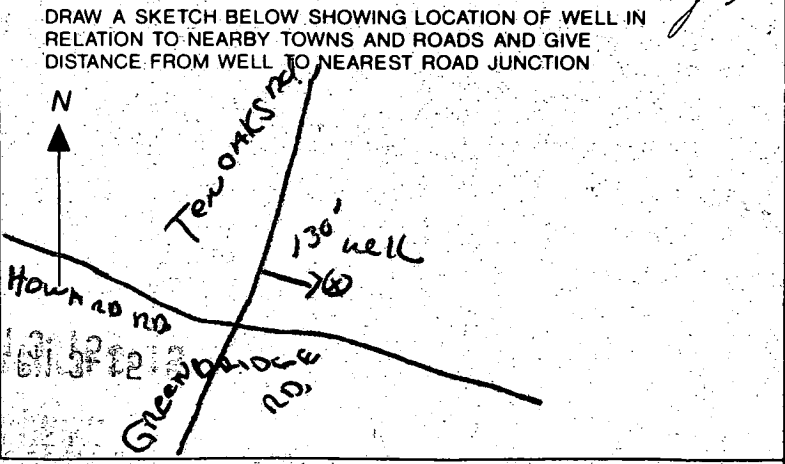 DRAW A SKETCH BELOW SHOWING LOCATION OF WELL IN
RELATION TO NEARBY TOWNS AND ROADS AND GIVE
DISTANCE FROM WELL TO NEAREST ROAD JUNCTION
N
Ten OAKS Rd.
130' well
HOWARD RD
GREENBRIDGE
RD.